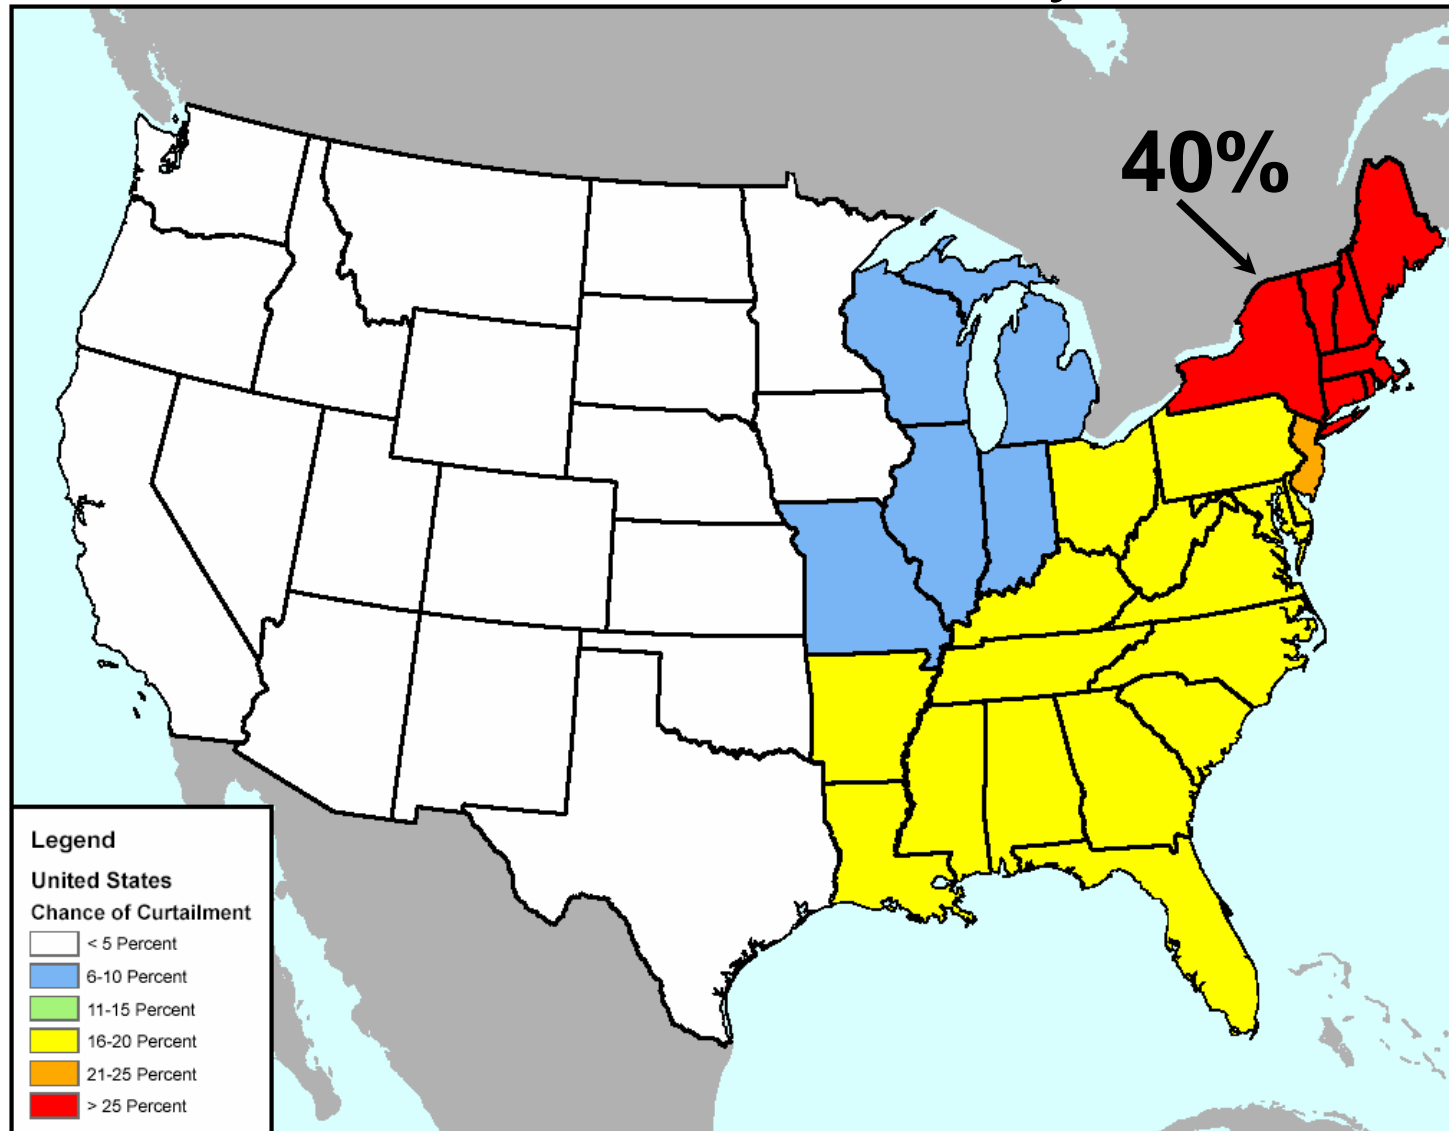 40%
Legend
United States
Chance of Curtailment
< 5 Percent
6-10 Percent
11-15 Percent
16-20 Percent
21-25 Percent
> 25 Percent